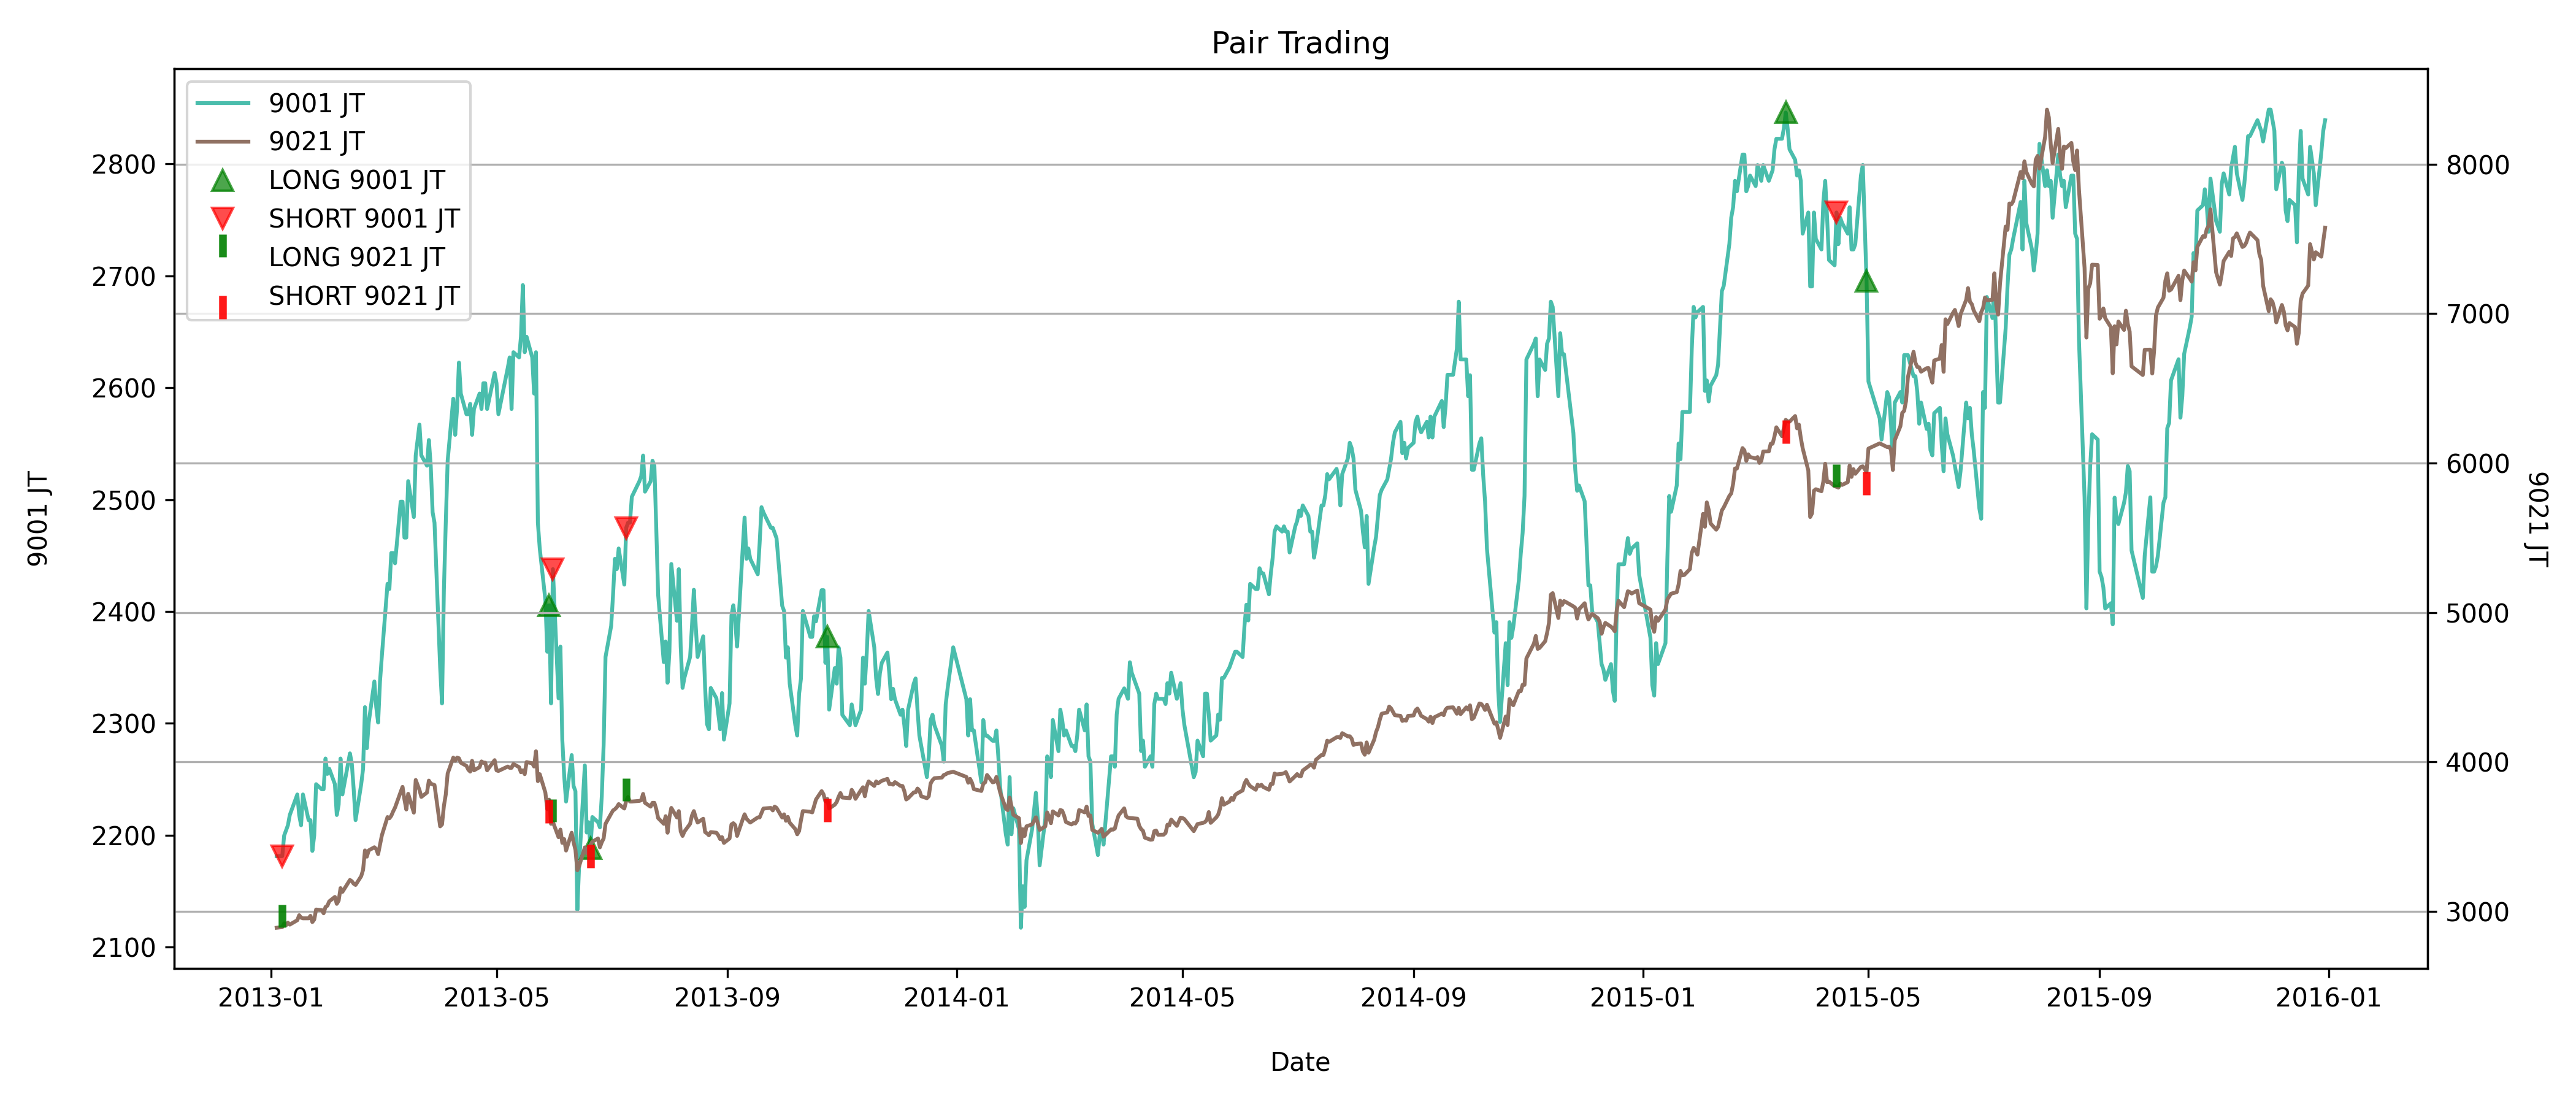 Pair Trading
9001 JT
9021 JT
LONG 9001 JT
SHORT 9001 JT
LONG 9021 JT
SHORT 9021 JT
2800
2700
2600
2500
2400
2300
2200
2100
9001 JT
8000
7000
6000
5000
4000
3000
9021 JT
2013-01
2013-05
2013-09
2014-01
2014-05
2014-09
2015-01
2015-05
2015-09
2016-01
Date